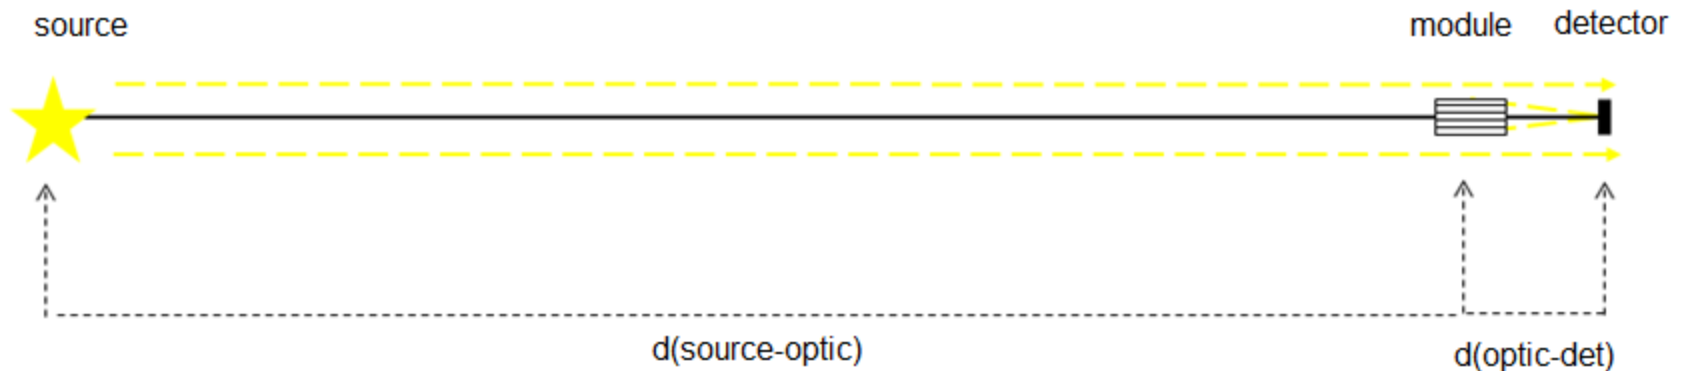 source
module
detector
d(source-optic)
d(optic-det)